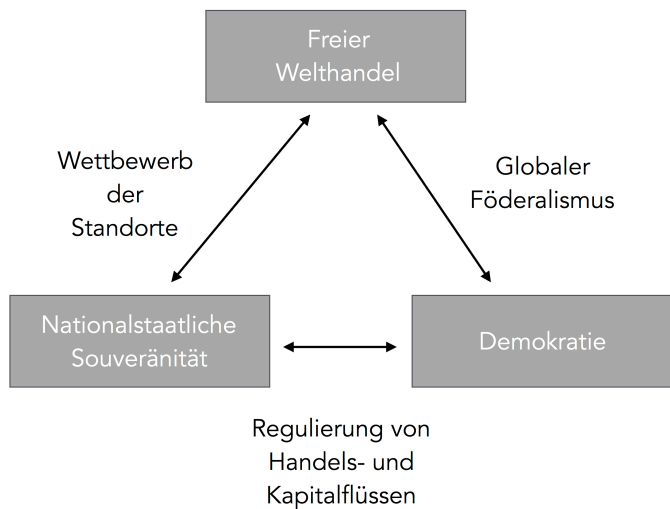 Freier
Welthandel
Wettbewerb
der
Standorte
Globaler
Föderalismus
Nationalstaatliche
Souveränität
Demokratie
Regulierung von
Handels- und
Kapitalflüssen